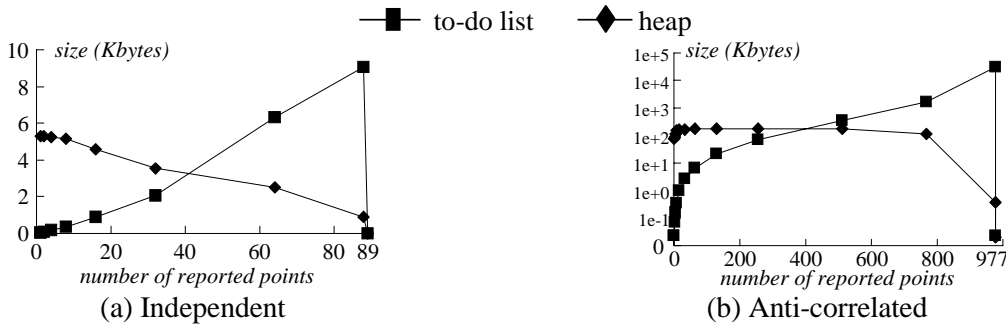 to-do list heap
size (Kbytes)
10
8
6
4
2
0
0 20 40 60 80 89
number of reported points
(a) Independent
size (Kbytes)
1e+5
1e+4
1e+3
1e+2
1e+1
1e+0
1e-1
0
0 200 400 600 800 977
number of reported points
(b) Anti-correlated